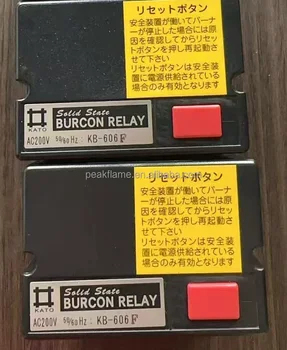 リセットボタン
安全装置が働いてバーナ
ーが停止した場合には原
因を確認してからリセット
ボタンを押し再起動さ
せて下さい
リセットボタンは安全装
置に電源供給されている
場合のみ有効となります
Solid State
BURCON RELAY
KATO
AC200V 50/60Hz : KB-606F
peakflame.en.alibaba.com
リセットボタン
安全装置が働いてバーナ
ーが停止した場合には原
因を確認してからリセット
ボタンを押し再起動さ
せて下さい
リセットボタンは安全装
置に電源供給されている
場合のみ有効となります
Solid State
BURCON RELAY
KATO
AC200V 50/60Hz : KB-606F